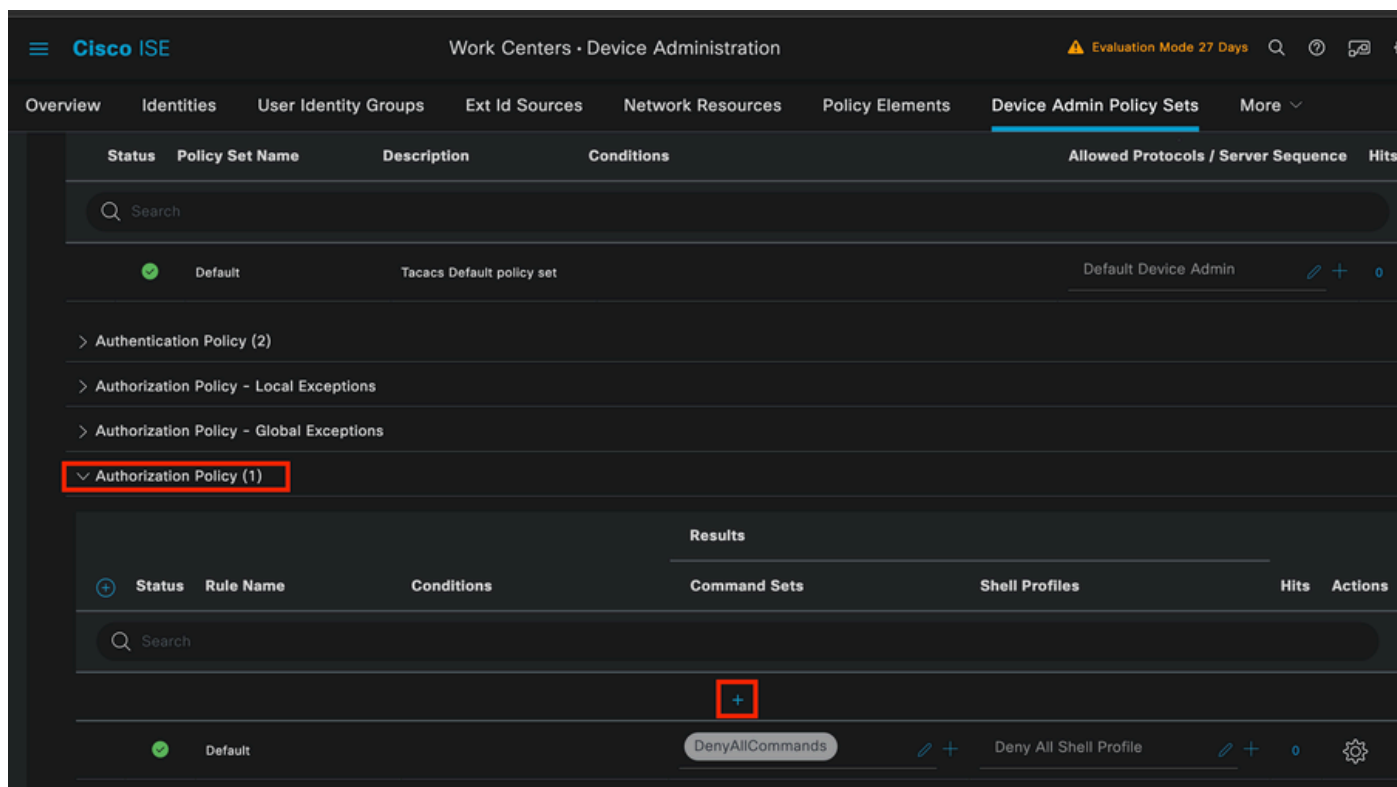 Cisco ISE Work Centers · Device Administration Evaluation Mode 27 Days
Overview Identities User Identity Groups Ext Id Sources Network Resources Policy Elements Device Admin Policy Sets More
Status Policy Set Name Description Conditions Allowed Protocols / Server Sequence Hits
Search
Default Tacacs Default policy set Default Device Admin 0
Authentication Policy (2)
Authorization Policy - Local Exceptions
Authorization Policy - Global Exceptions
Authorization Policy (1)
Results
Status Rule Name Conditions Command Sets Shell Profiles Hits Actions
Search
+
Default DenyAllCommands Deny All Shell Profile 0